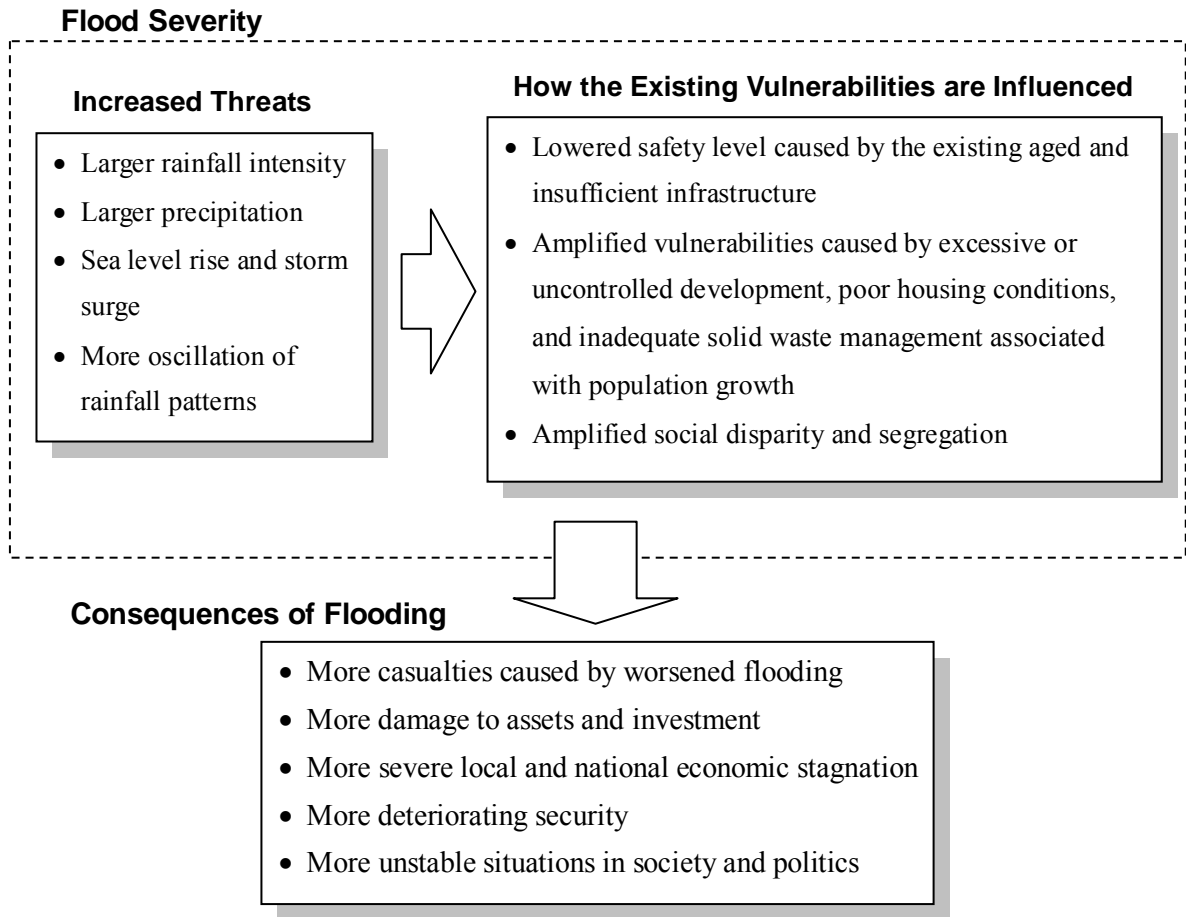 Flood Severity
Increased Threats
• Larger rainfall intensity
• Larger precipitation
• Sea level rise and storm
surge
• More oscillation of
rainfall patterns
How the Existing Vulnerabilities are Influenced
• Lowered safety level caused by the existing aged and
insufficient infrastructure
• Amplified vulnerabilities caused by excessive or
uncontrolled development, poor housing conditions,
and inadequate solid waste management associated
with population growth
• Amplified social disparity and segregation
Consequences of Flooding
• More casualties caused by worsened flooding
• More damage to assets and investment
• More severe local and national economic stagnation
• More deteriorating security
• More unstable situations in society and politics